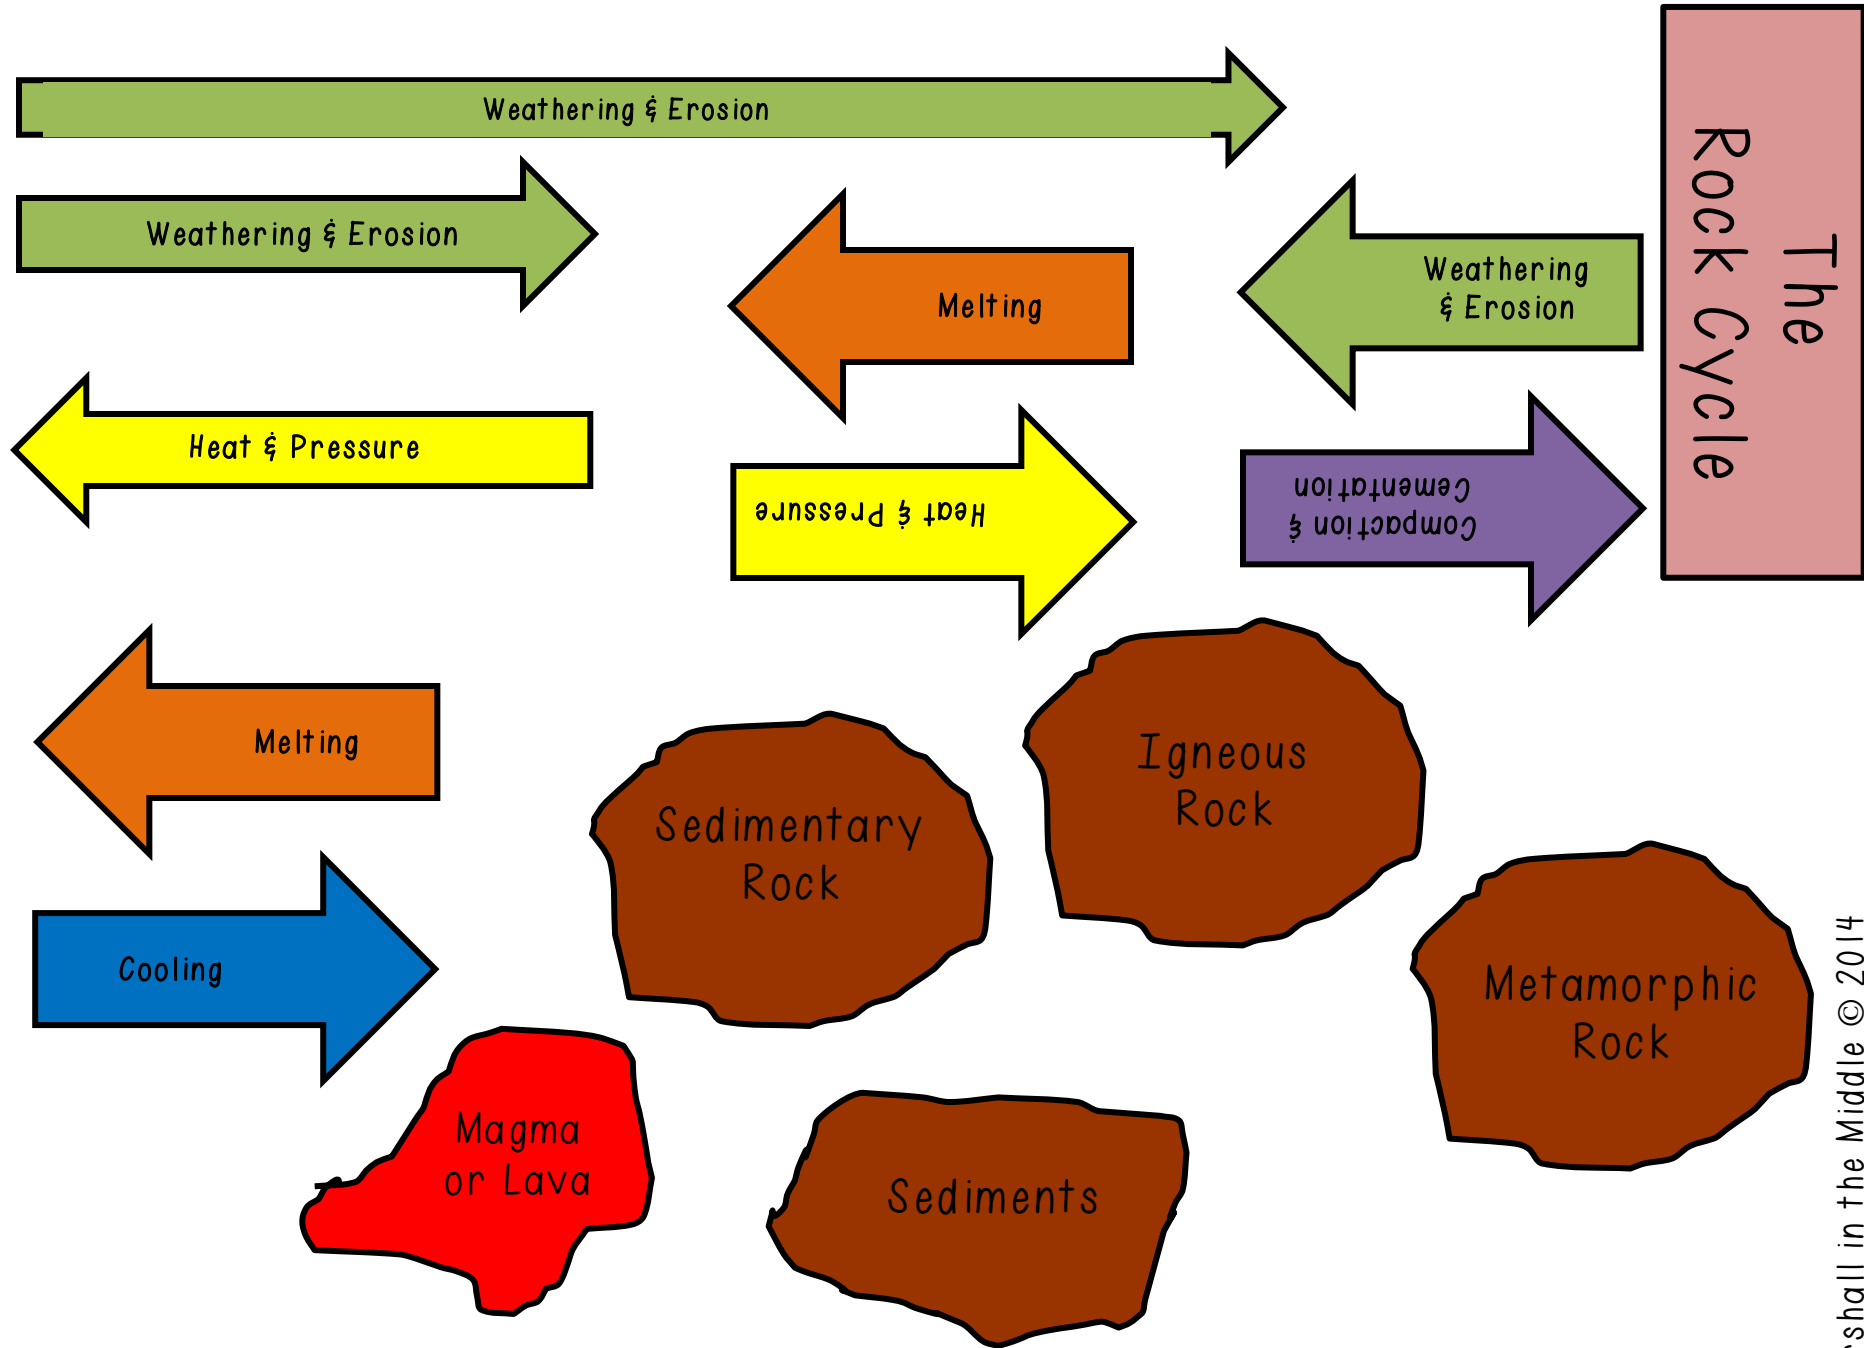 Weathering & Erosion
Weathering & Erosion
Melting
Weathering
& Erosion
The
Rock Cycle
Heat & Pressure
Heat & Pressure
Compaction &
Cementation
Melting
Igneous
Rock
Sedimentary
Rock
Cooling
Metamorphic
Rock
Magma
or Lava
Sediments
shall in the Middle © 2014